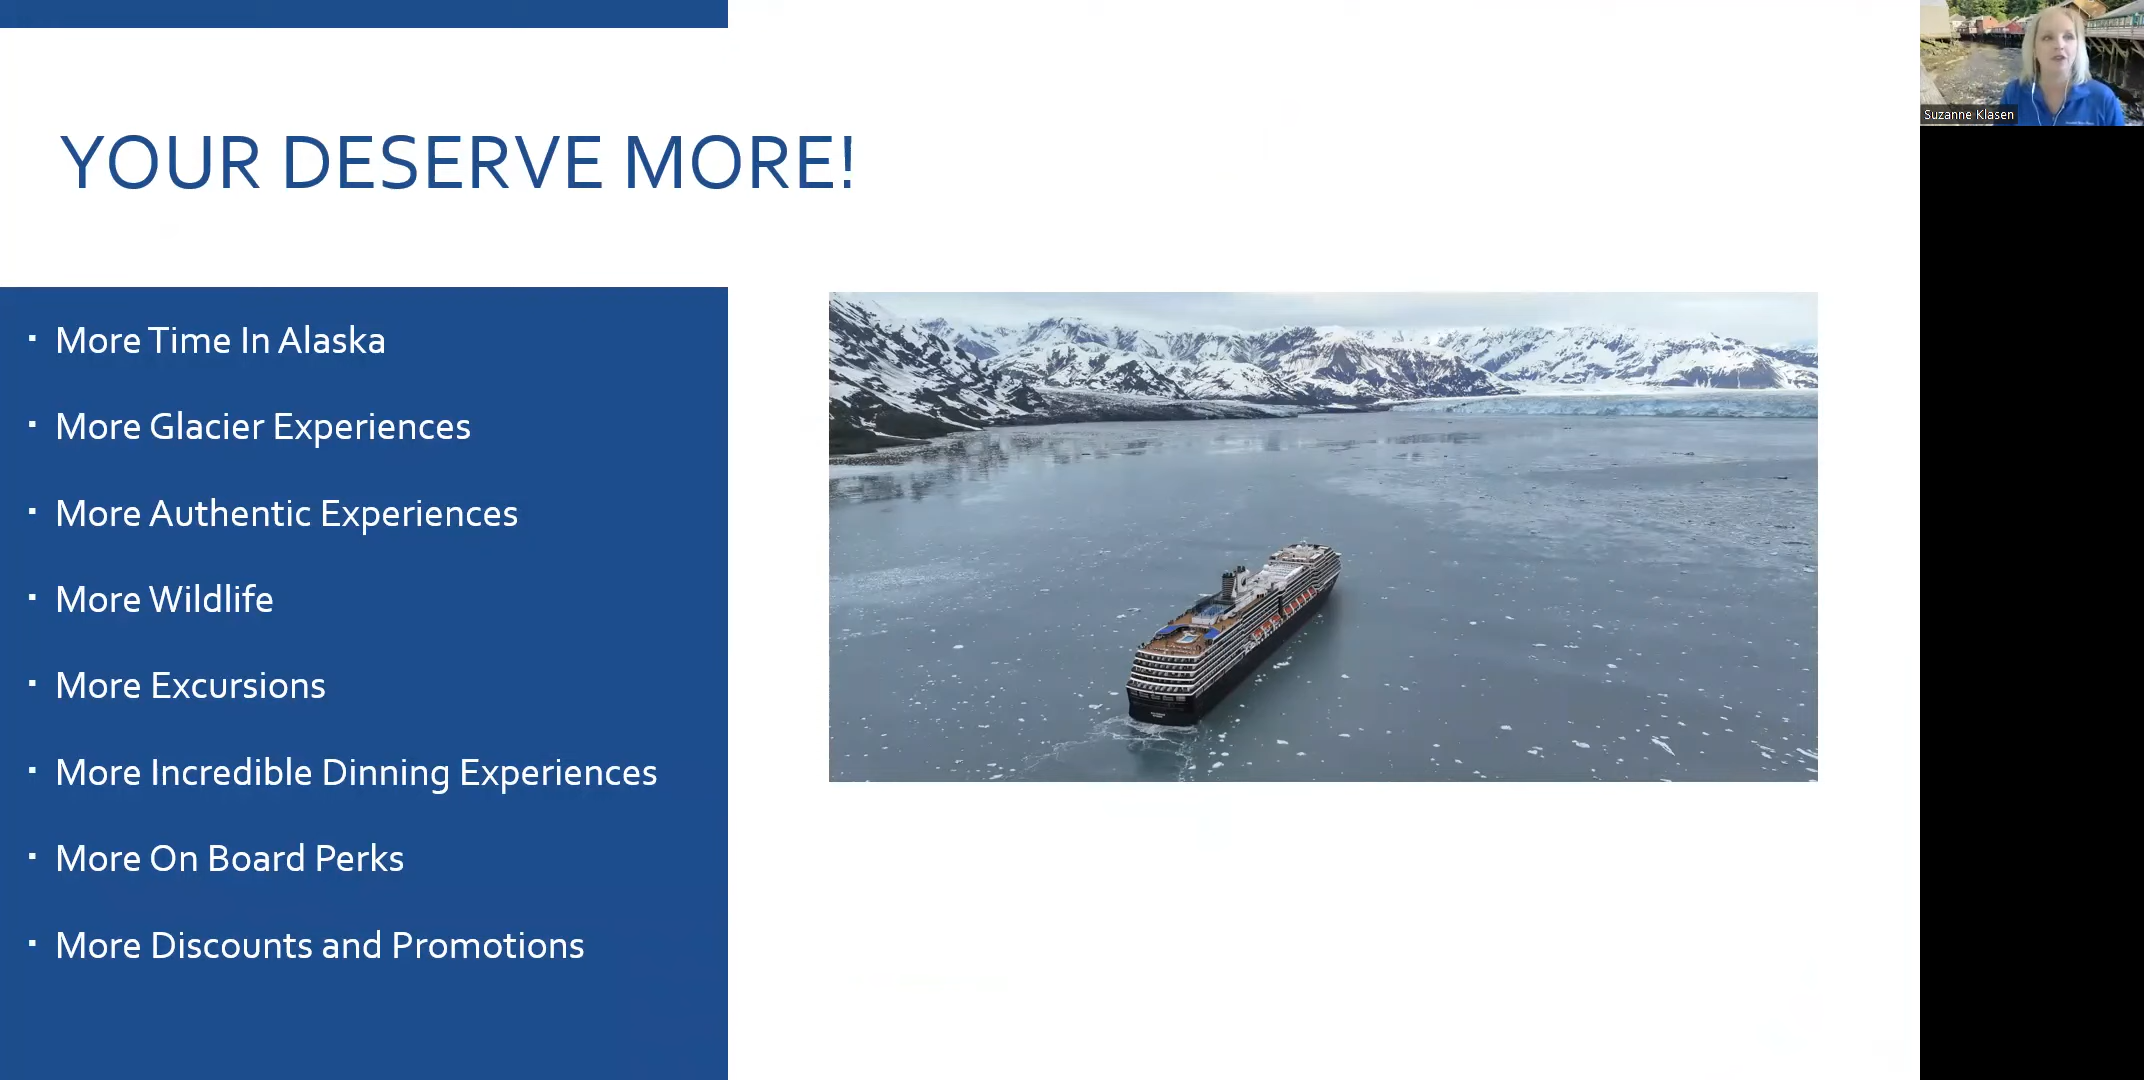 YOUR DESERVE MORE!
More Time In Alaska
More Glacier Experiences
More Authentic Experiences
More Wildlife
More Excursions
More Incredible Dinning Experiences
More On Board Perks
More Discounts and Promotions
Suzanne Klasen